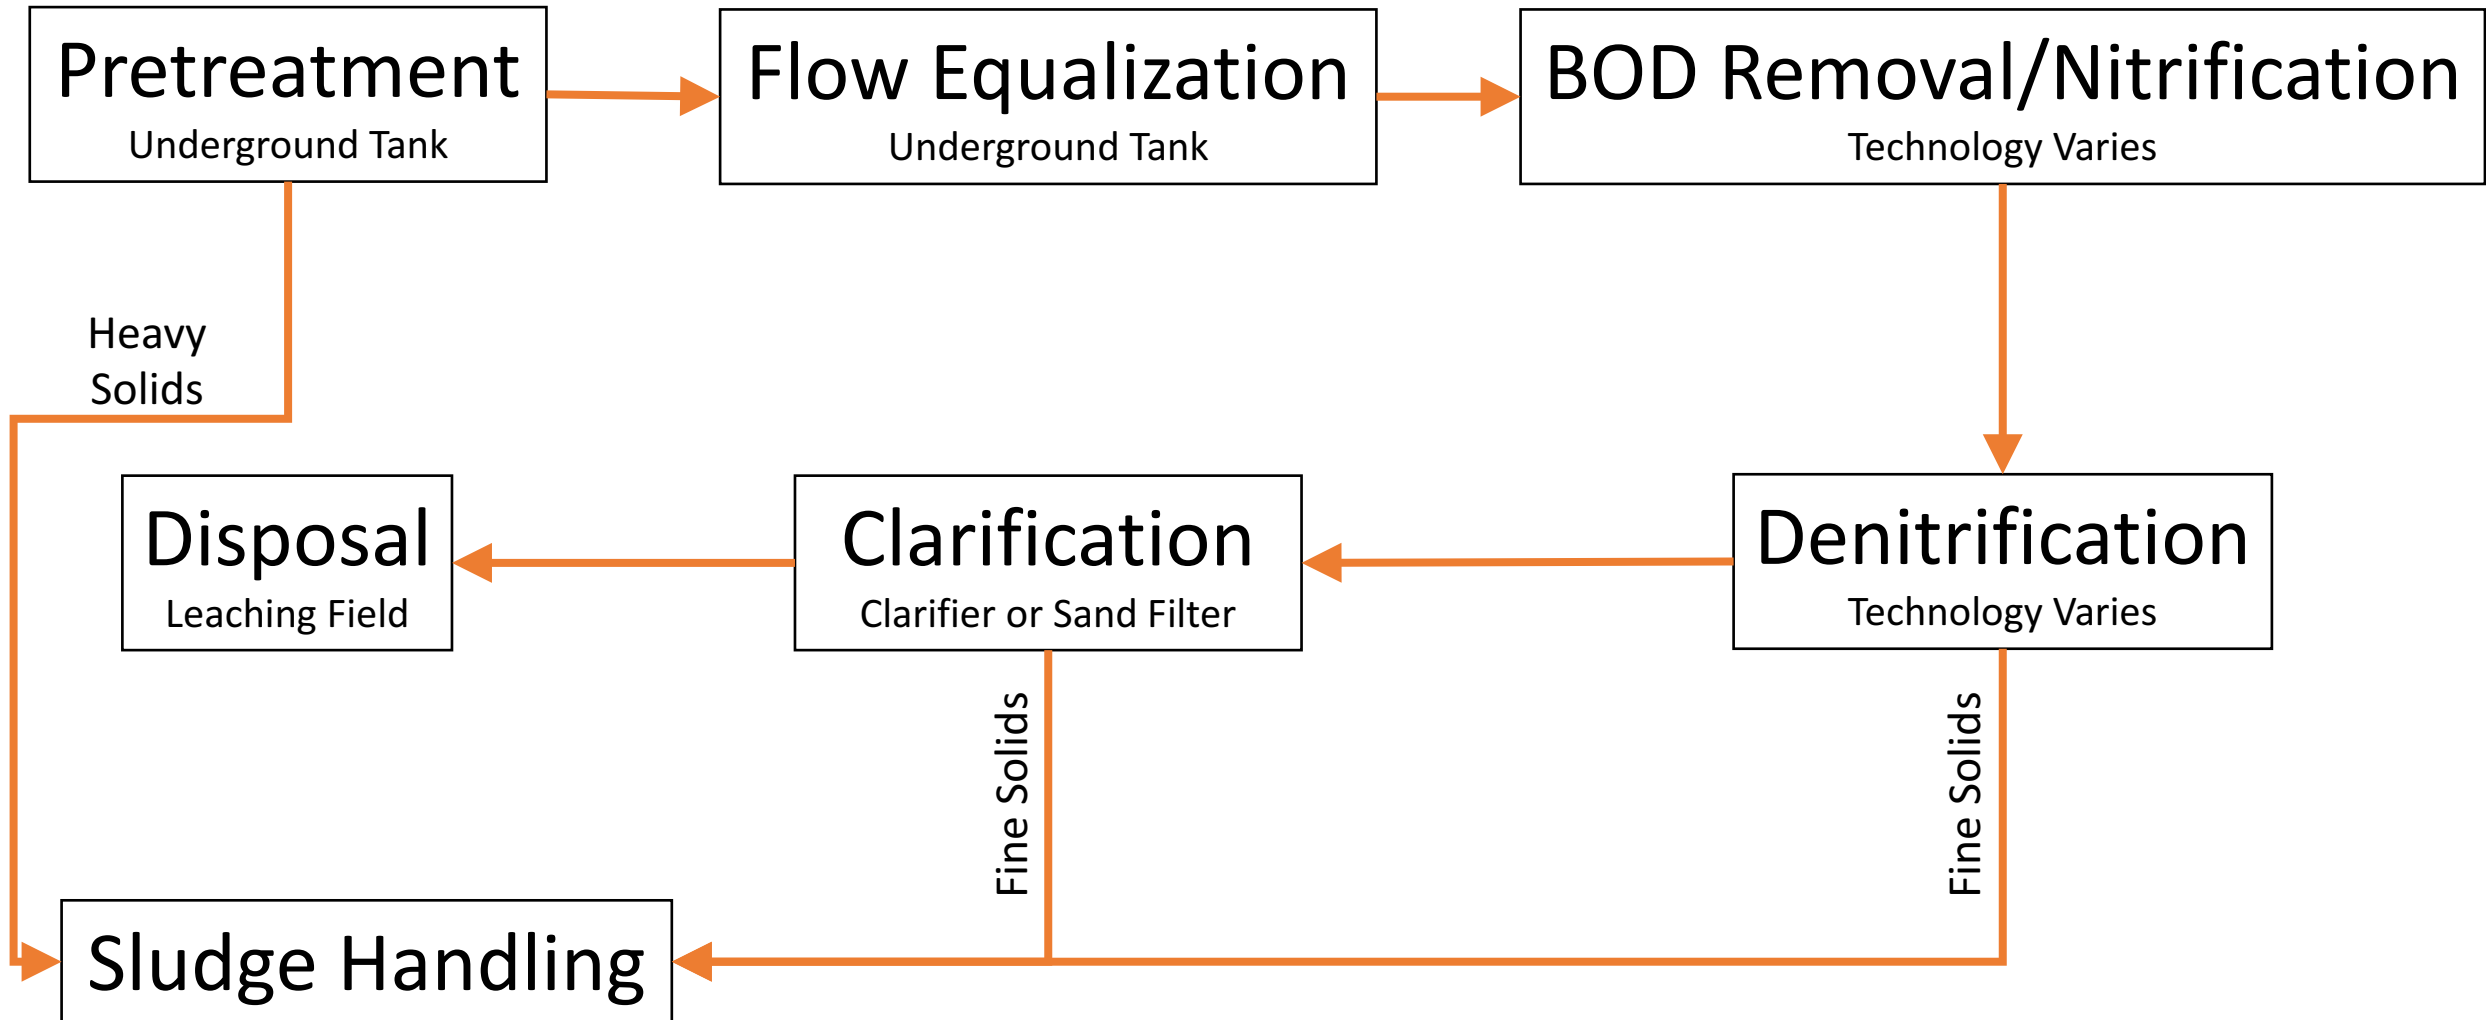 Pretreatment
Underground Tank
Flow Equalization
Underground Tank
BOD Removal/Nitrification
Technology Varies
Heavy
Solids
Disposal
Leaching Field
Clarification
Clarifier or Sand Filter
Denitrification
Technology Varies
Fine Solids
Fine Solids
Sludge Handling